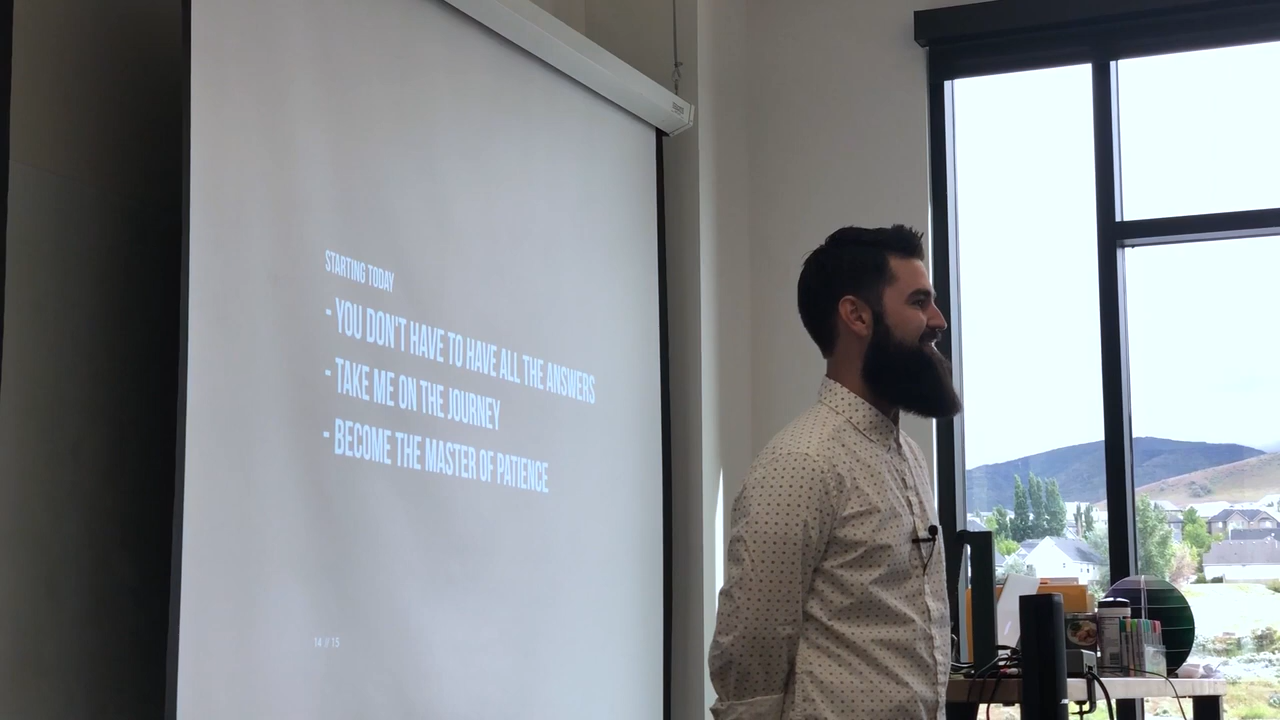 STARTING TODAY
- YOU DON'T HAVE TO HAVE ALL THE ANSWERS
- TAKE ME ON THE JOURNEY
- BECOME THE MASTER OF PATIENCE
14 // 15